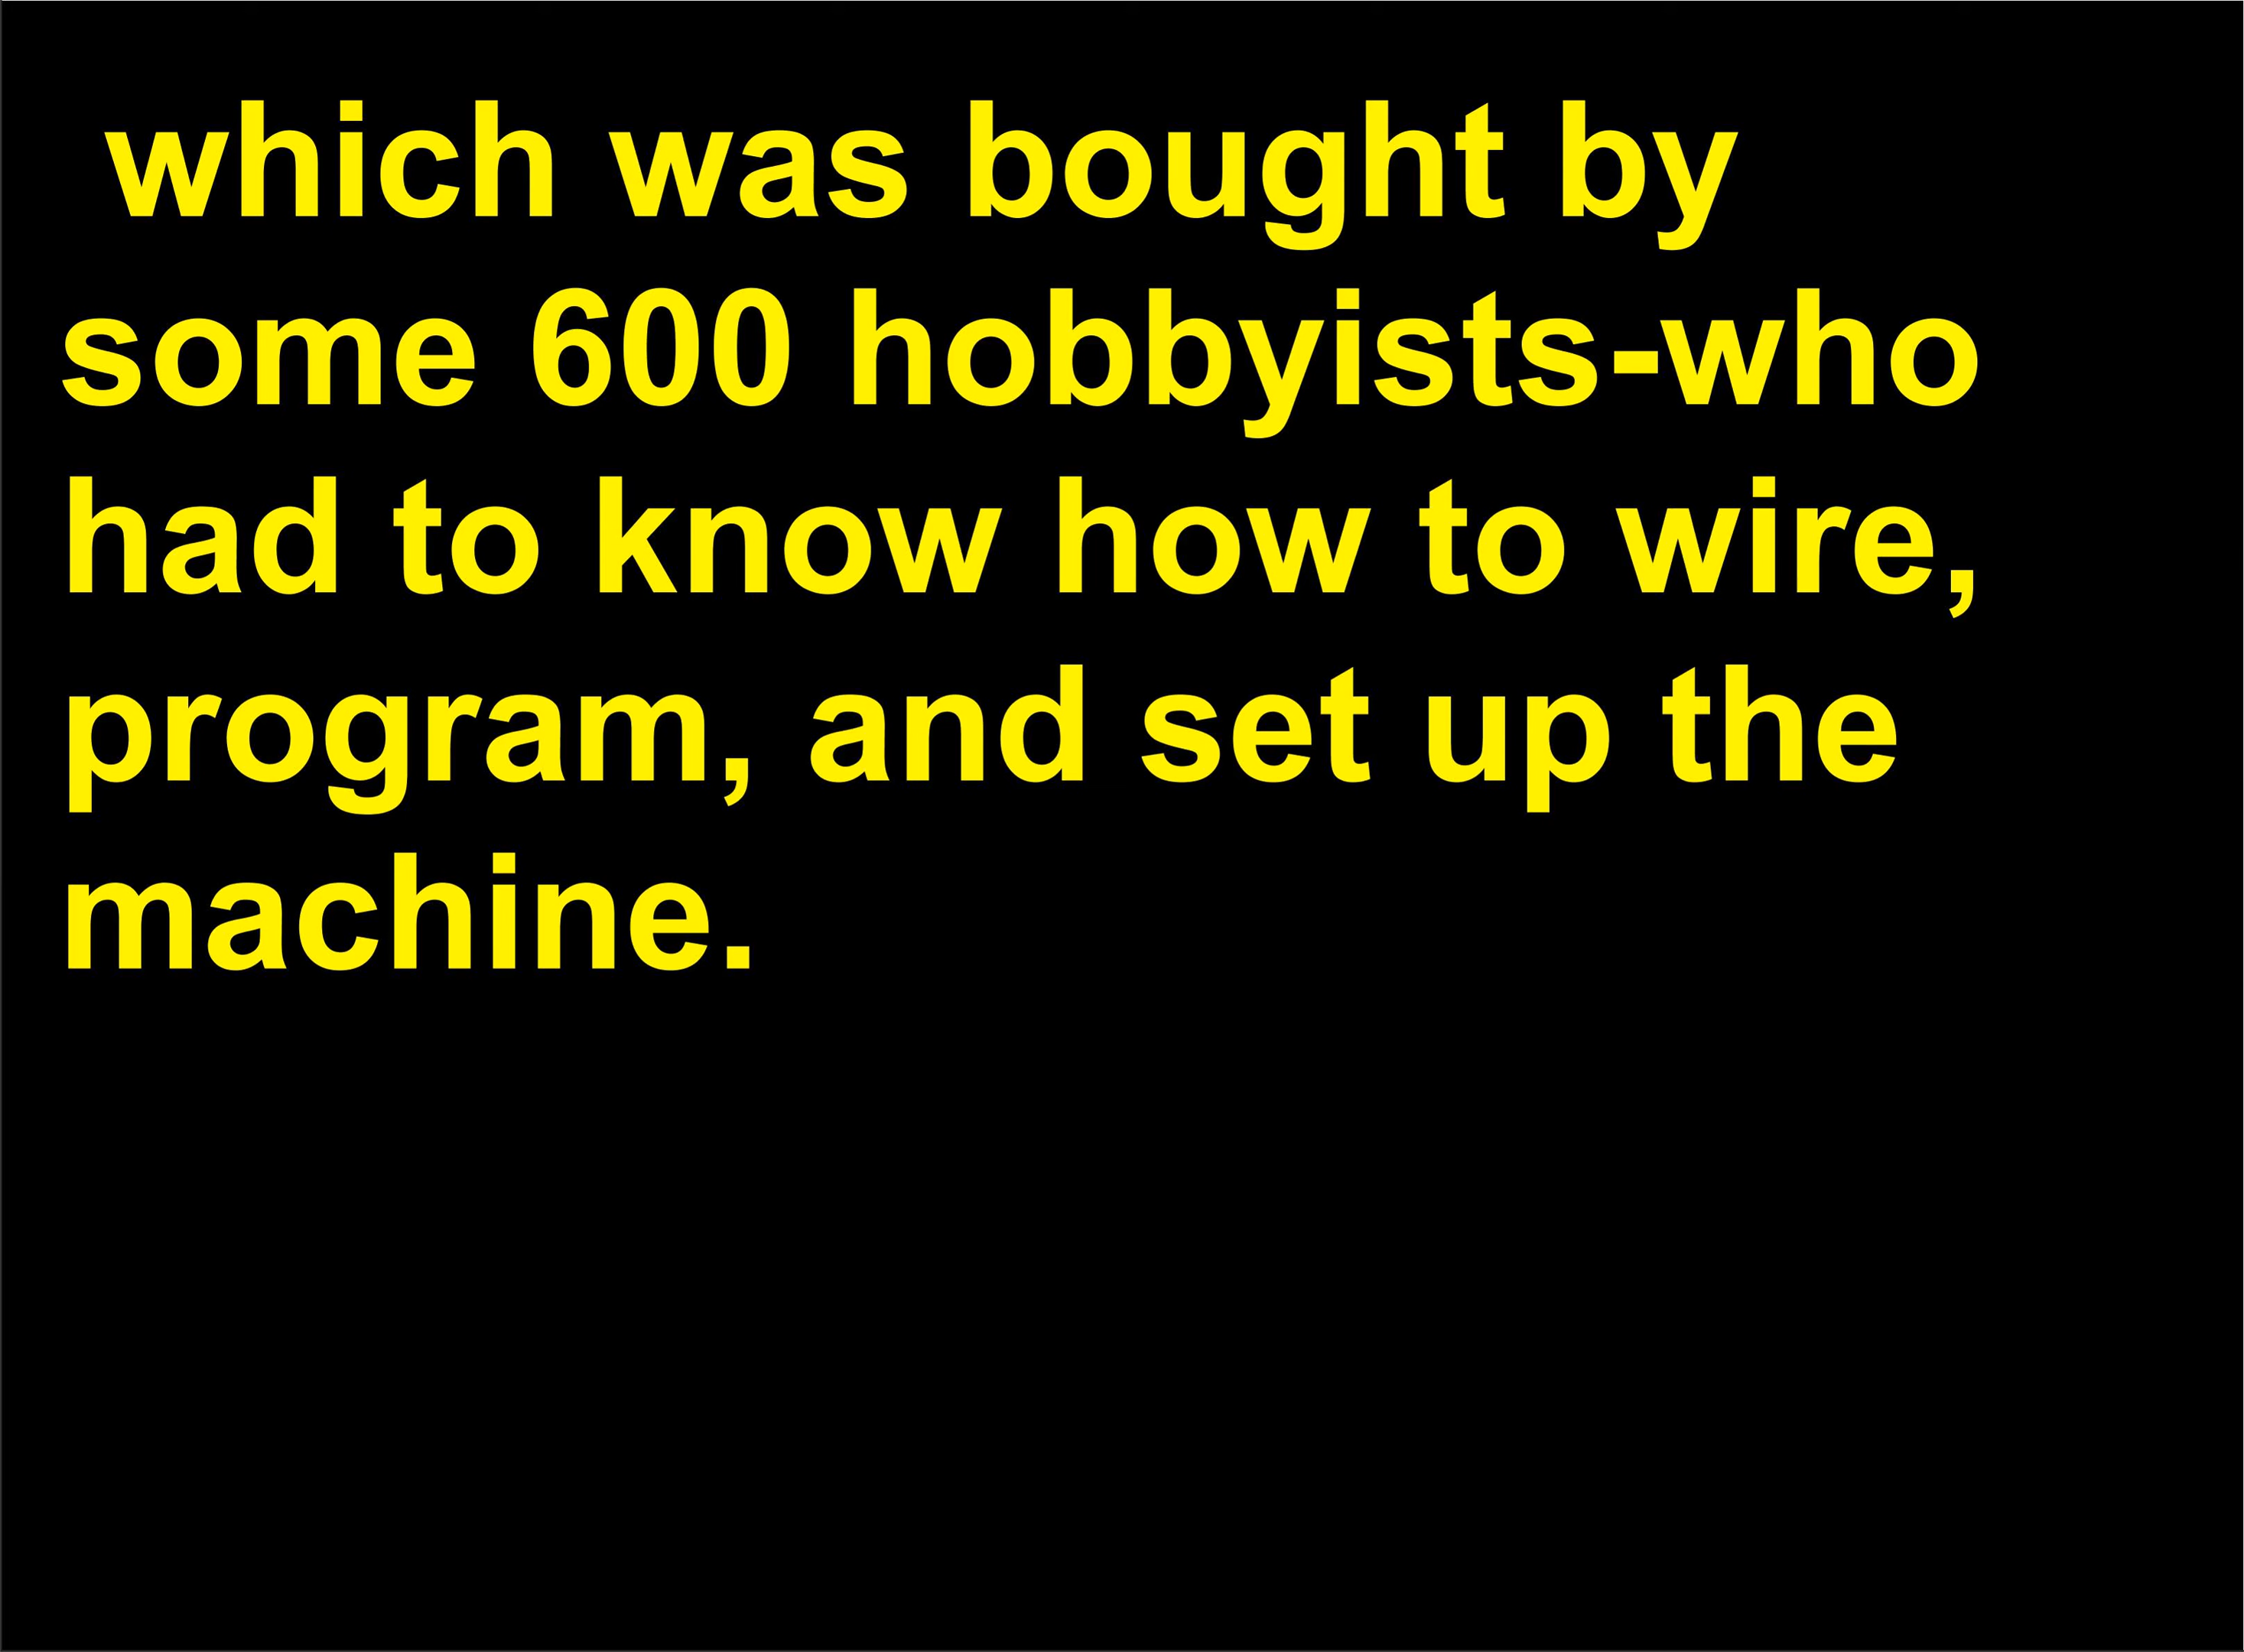 which was bought by
some 600 hobbyists-who
had to know how to wire,
program, and set up the
machine.